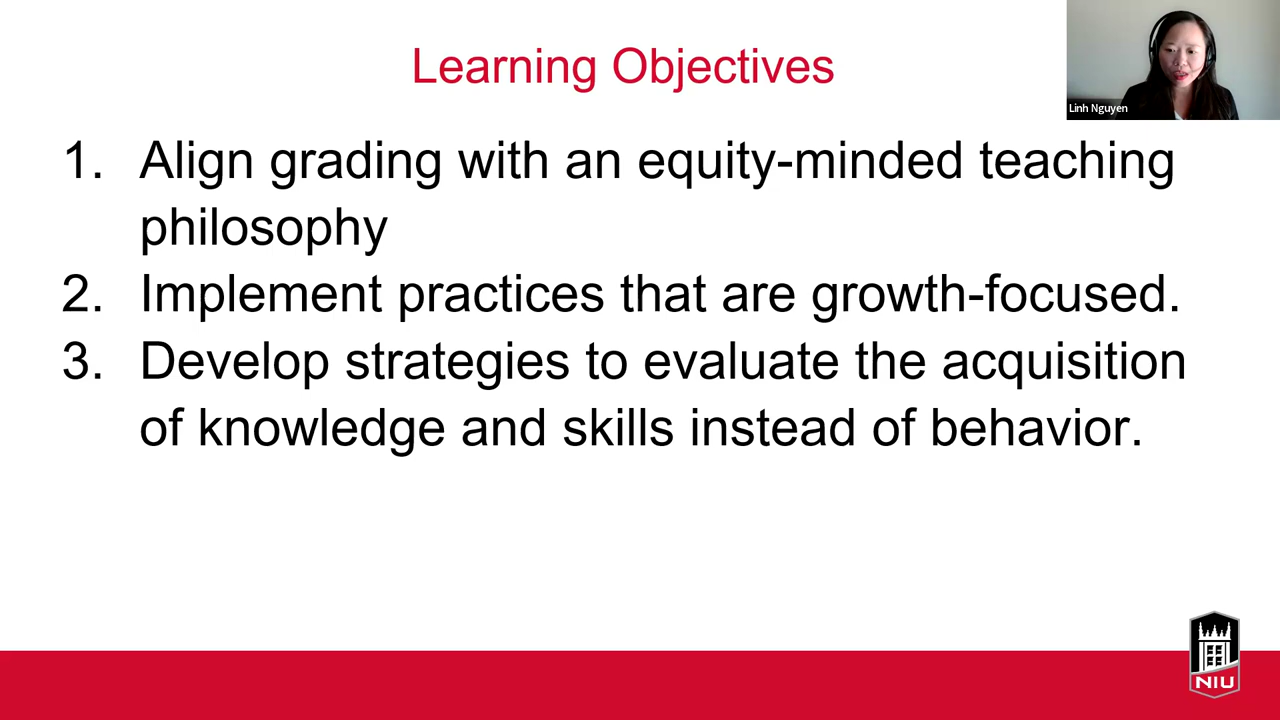 Learning Objectives
Linh Nguyen
1. Align grading with an equity-minded teaching
philosophy
2. Implement practices that are growth-focused.
3. Develop strategies to evaluate the acquisition
of knowledge and skills instead of behavior.
NIU